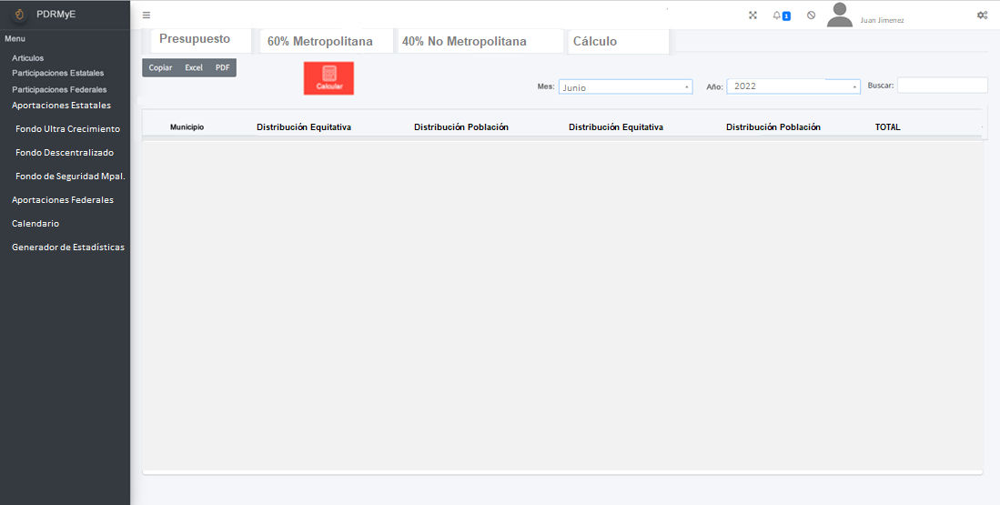 PDRMyE
1
Juan Jimenez
Menu
Presupuesto
60% Metropolitana
40% No Metropolitana
Cálculo
Articulos
Participaciones Estatales
Participaciones Federales
Aportaciones Estatales
Fondo Ultra Crecimiento
Fondo Descentralizado
Fondo de Seguridad Mpal.
Aportaciones Federales
Calendario
Generador de Estadísticas
Copiar Excel PDF
Calcular
Mes: Junio
Año: 2022
Buscar:
Municipio Distribución Equitativa Distribución Población Distribución Equitativa Distribución Población TOTAL